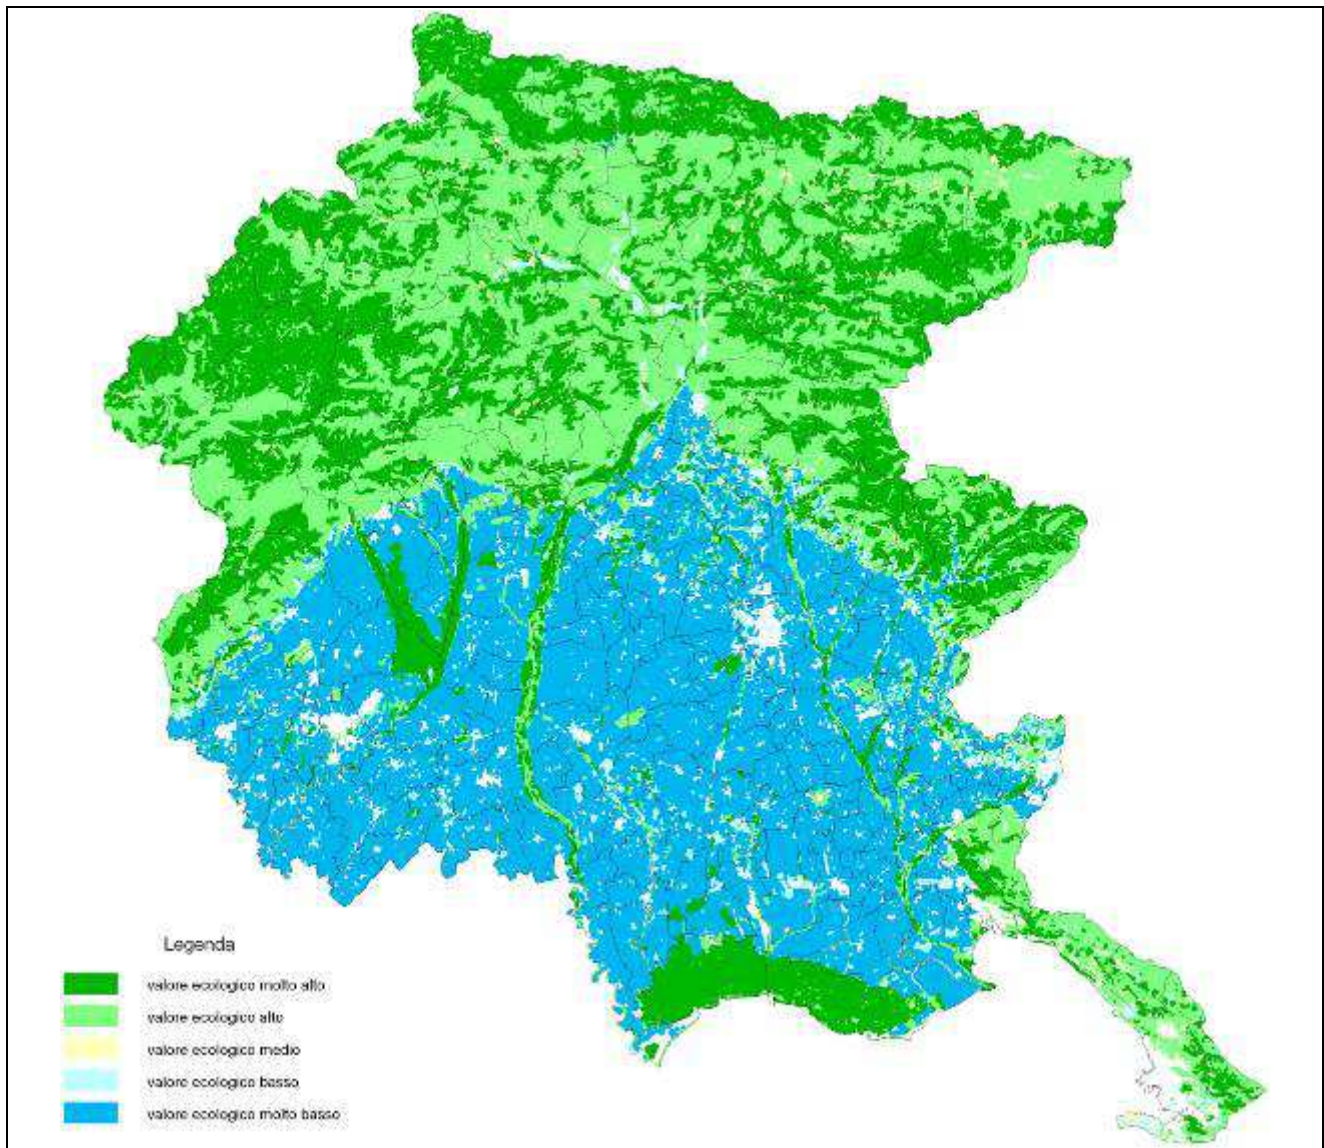 Legenda
valore ecologico molto alto
valore ecologico alto
valore ecologico medio
valore ecologico basso
valore ecologico molto basso